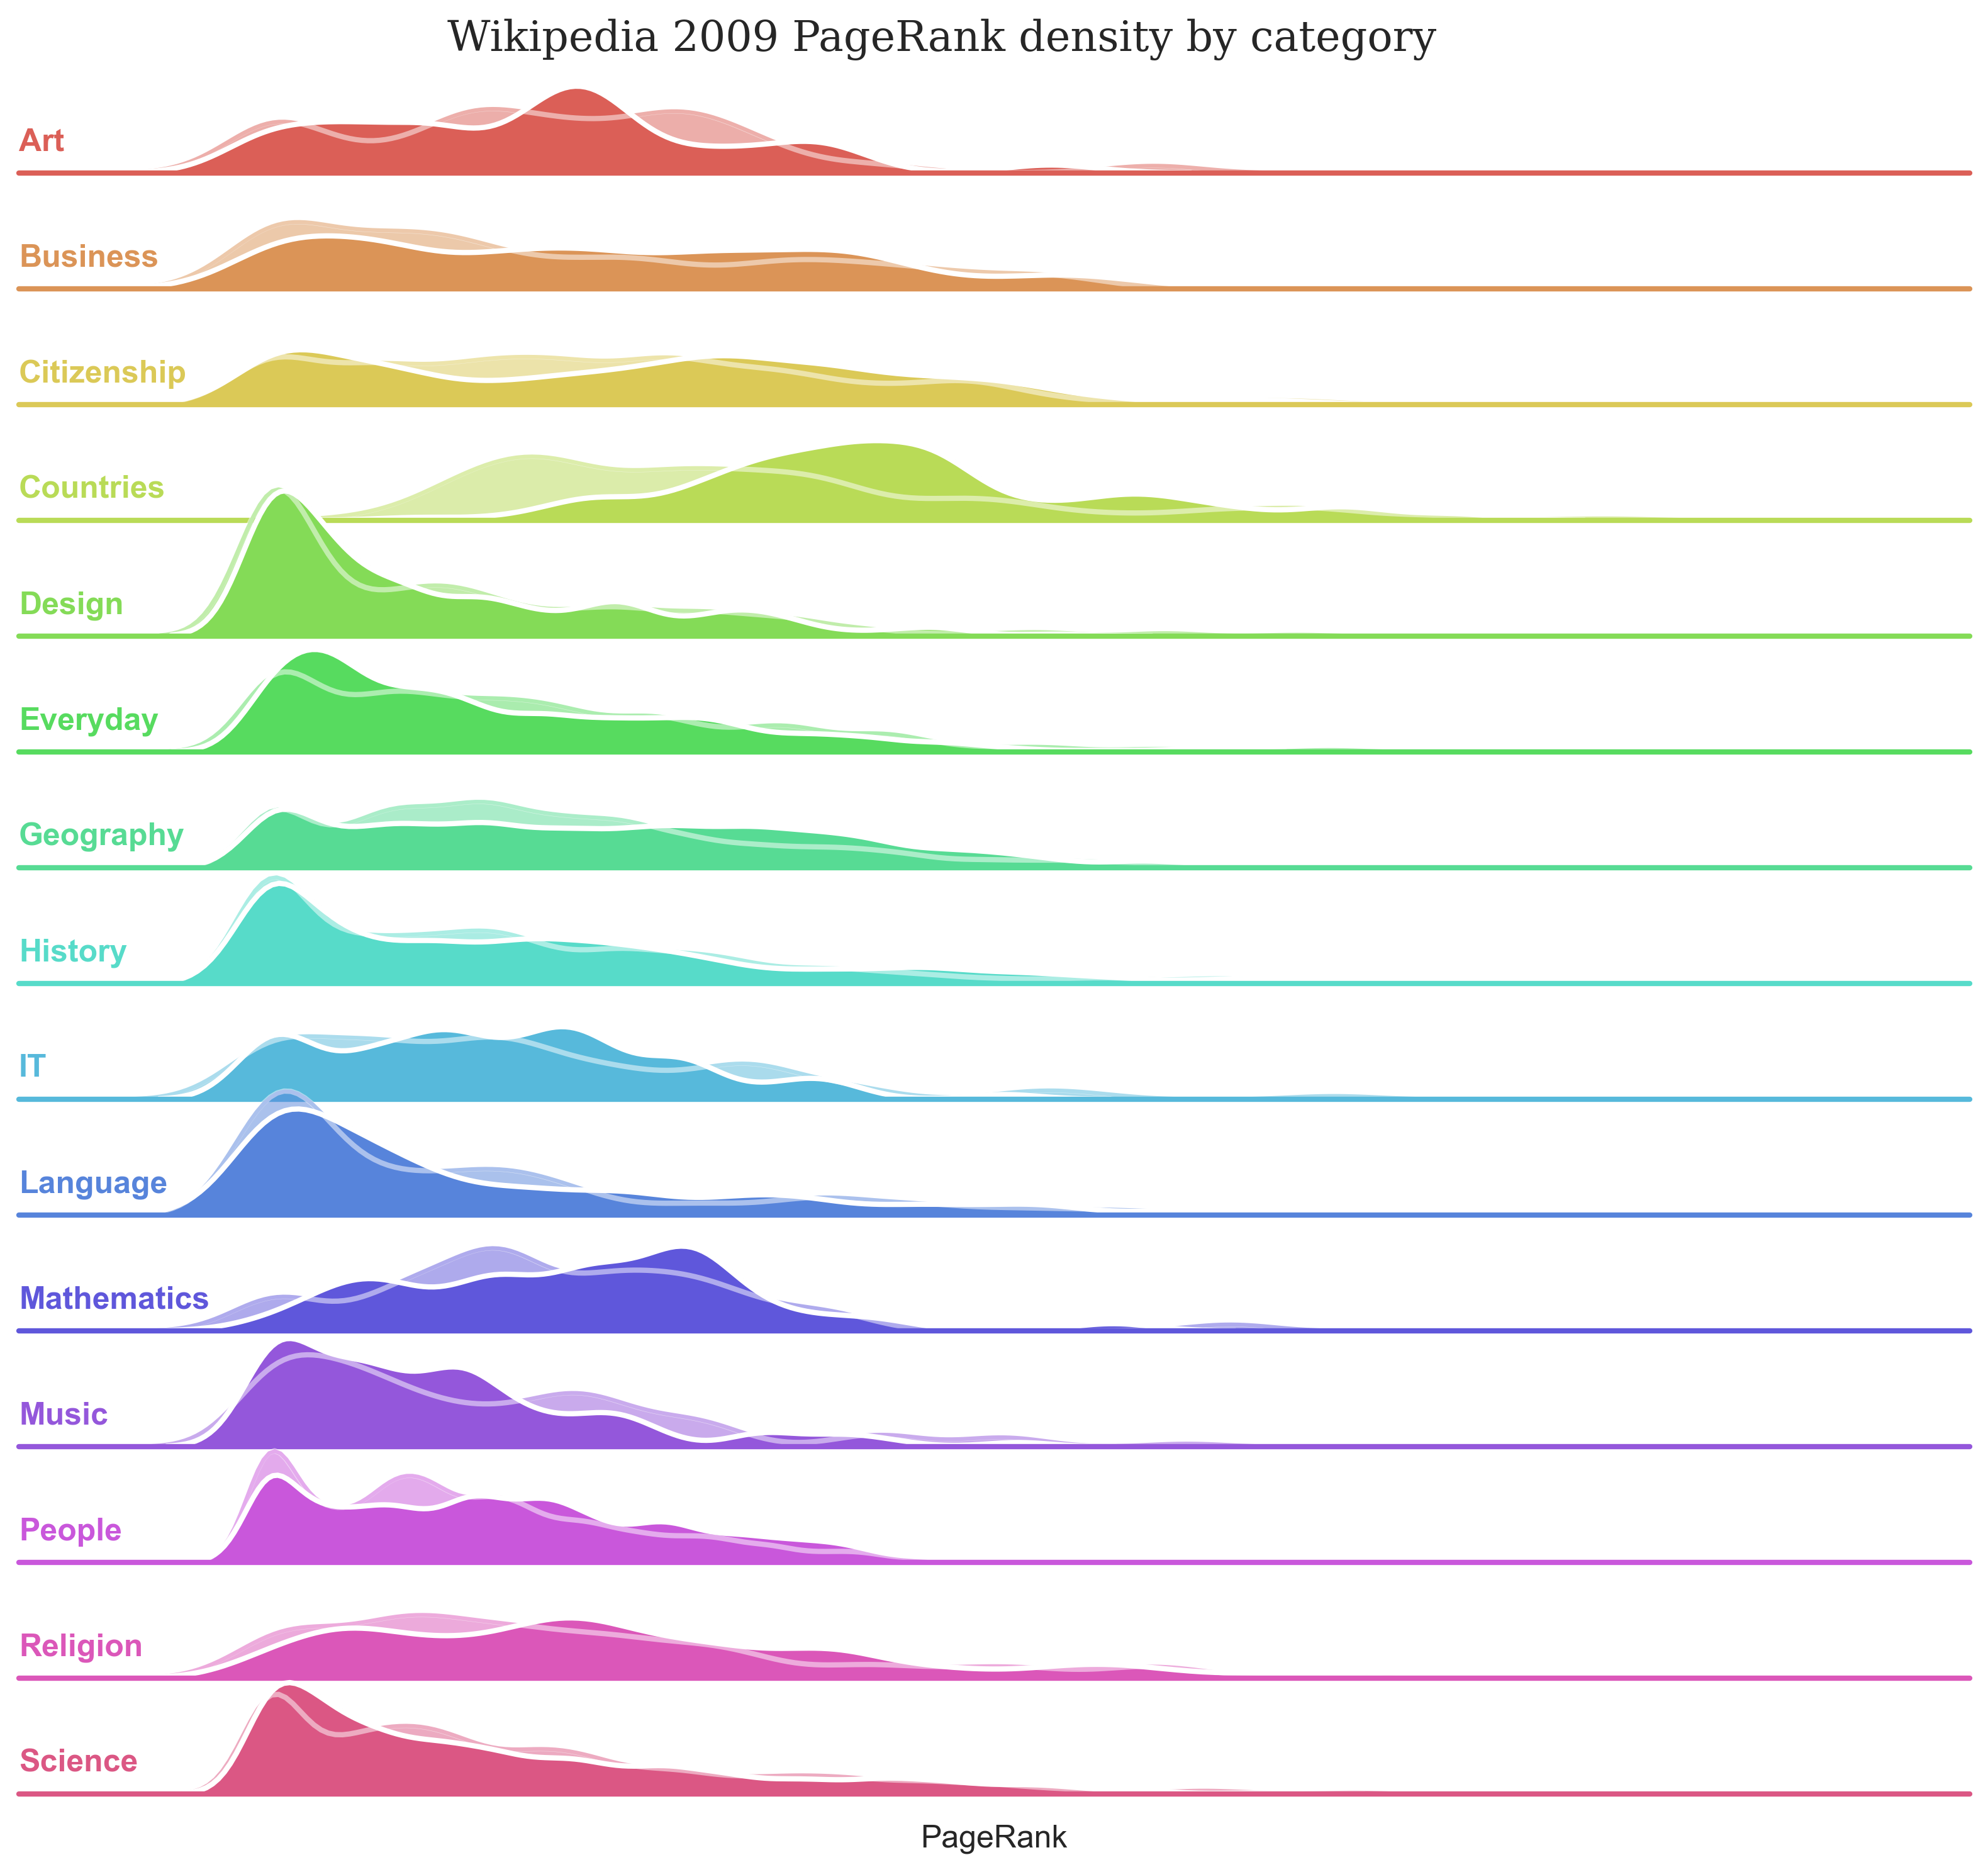 Wikipedia 2009 PageRank density by category
Art
Business
Citizenship
Countries
Design
Everyday
Geography
History
IT
Language
Mathematics
Music
People
Religion
Science
PageRank